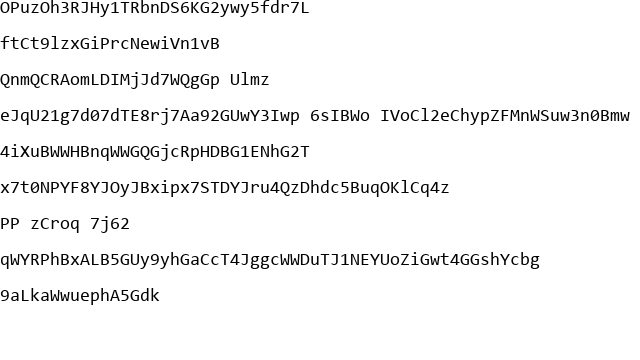 OPuzOh3RJHy1TRbnDS6KG2ywy5fdr7L
ftCt9lzxGiPrcNewiVn1vB
QnmQCRAomLDIMjJd7WQgGp Ulmz
eJqU21g7d07dTE8rj7Aa92GUwY3Iwp 6sIBWo IVoCl2eChypZFMnWSuw3n0Bmw
4iXuBWWHBnqWWGQGjcRpHDBG1ENhG2T
x7t0NPYF8YJOyJBxipx7STDYJru4QzDhdc5BuqOKlCq4z
PP zCroq 7j62
qWYRPhBxALB5GUy9yhGaCcT4JggcWWDuTJ1NEYUoZiGwt4GGshYcbg
9aLkaWwuephA5Gdk